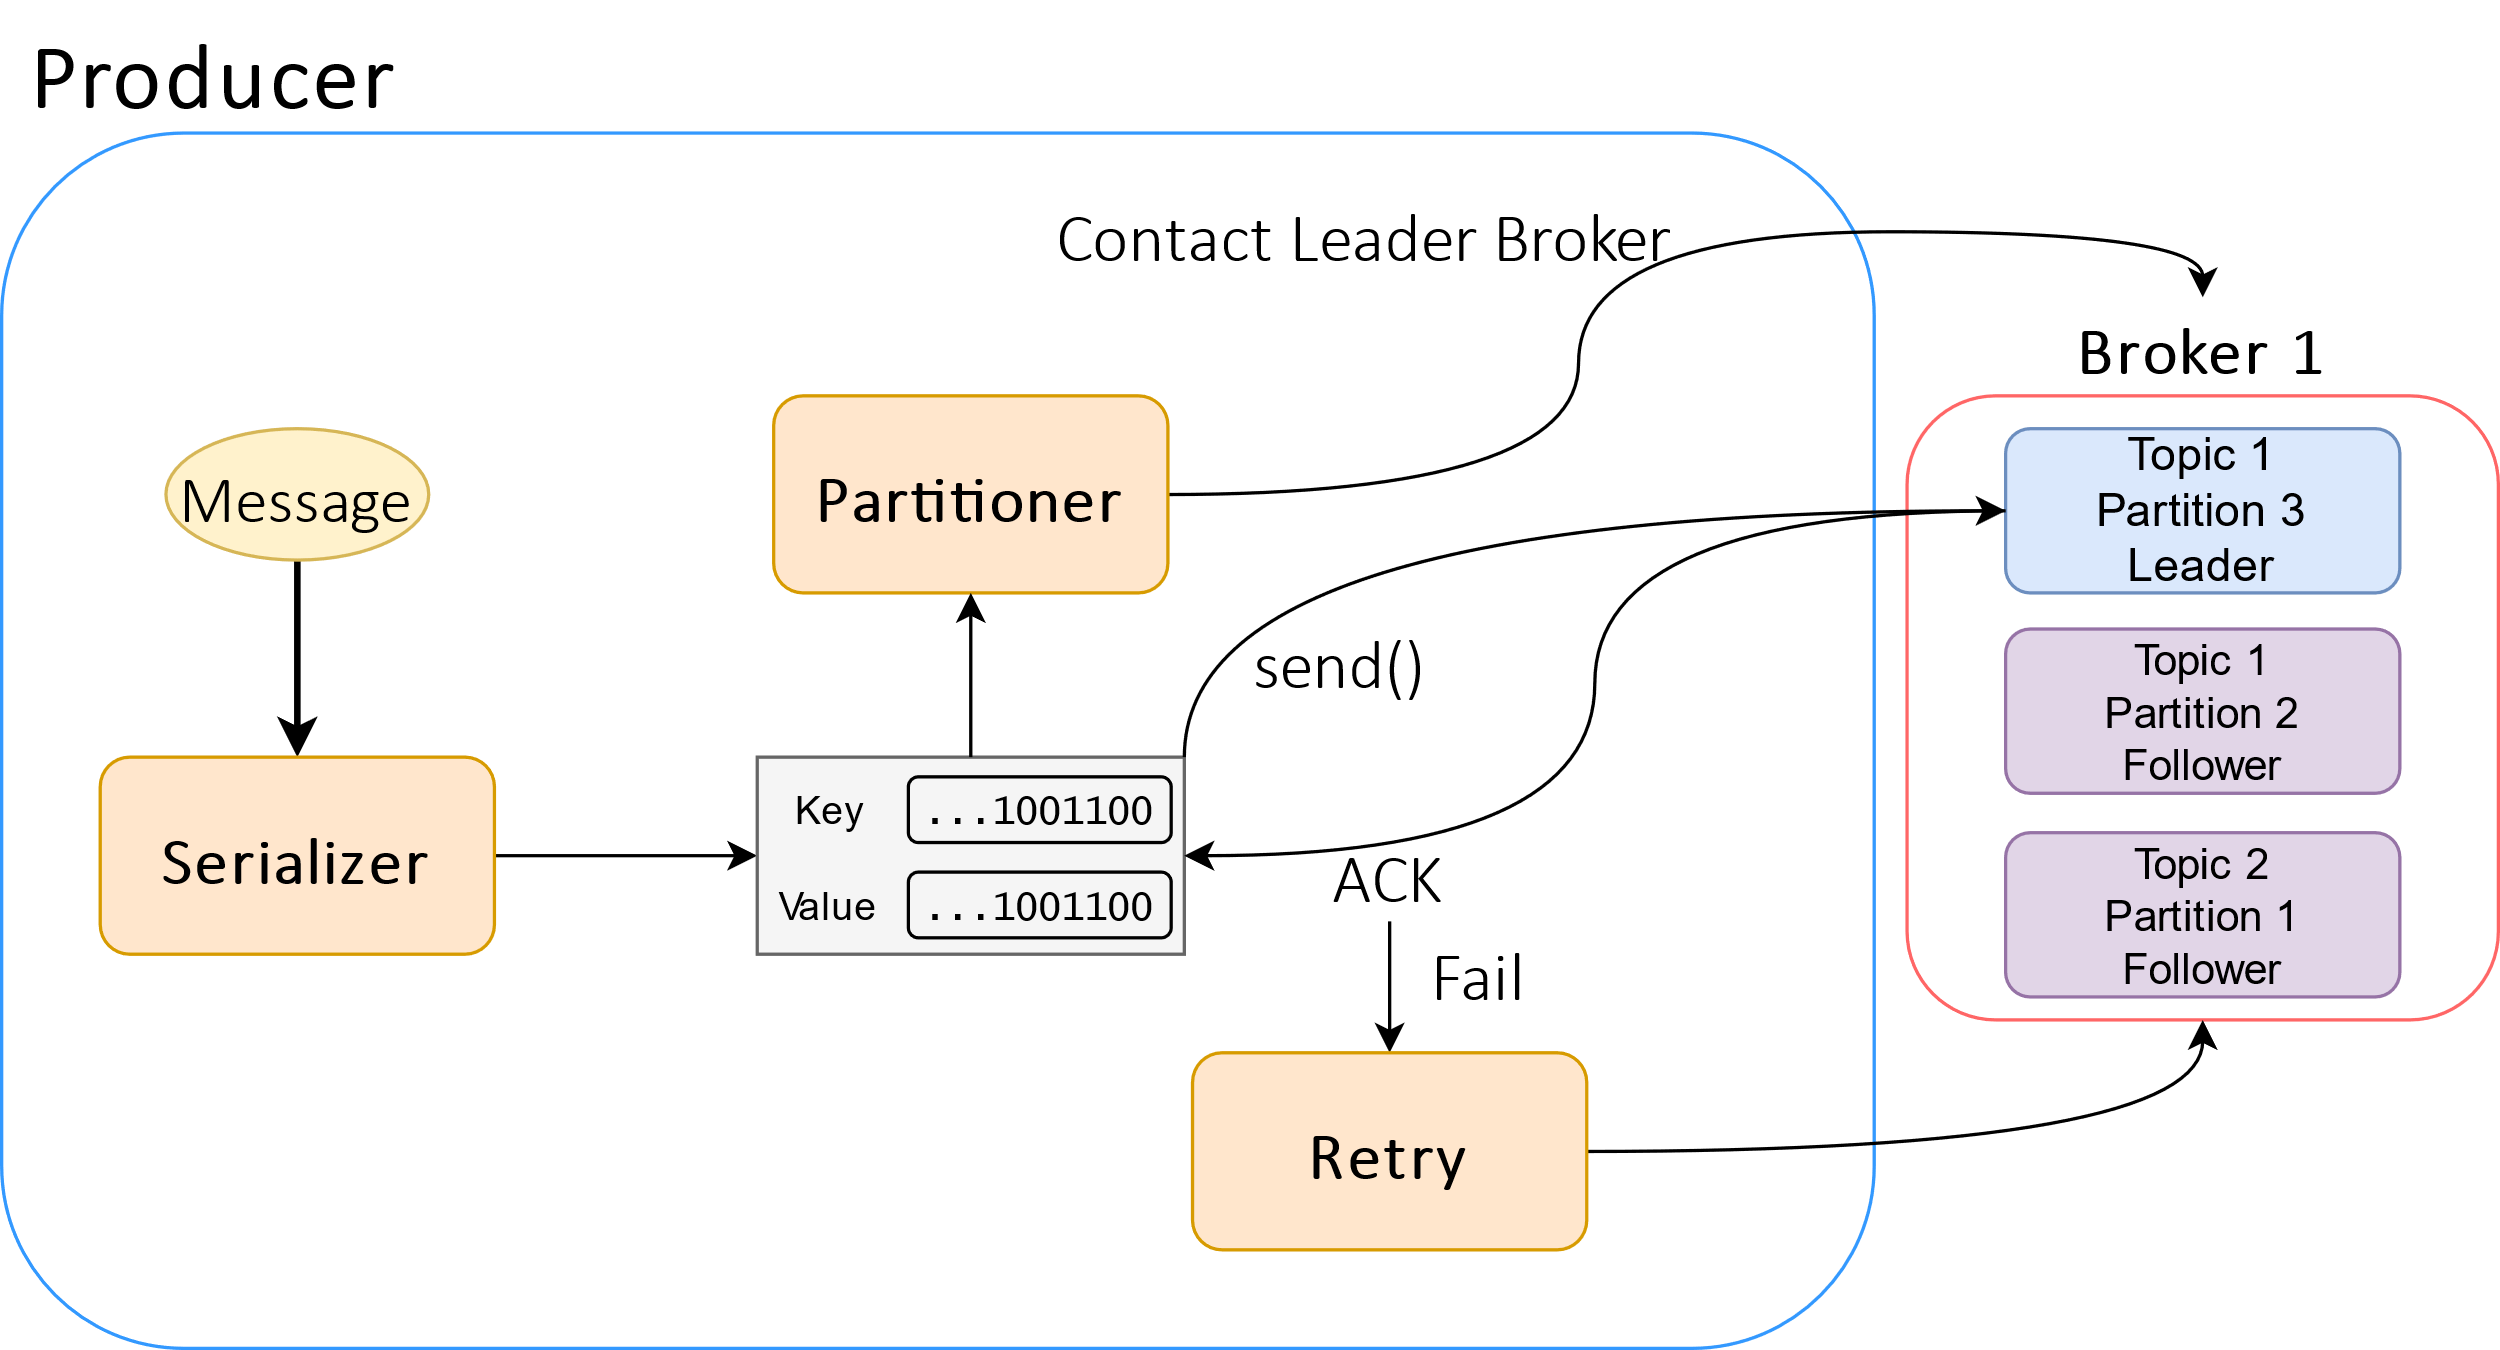 Producer
Contact Leader Broker
Broker 1
Message
Partitioner
Topic 1
Partition 3
Leader
send()
Topic 1
Partition 2
Follower
Serializer
Key ...1001100
Value ...1001100
ACK
Fail
Topic 2
Partition 1
Follower
Retry